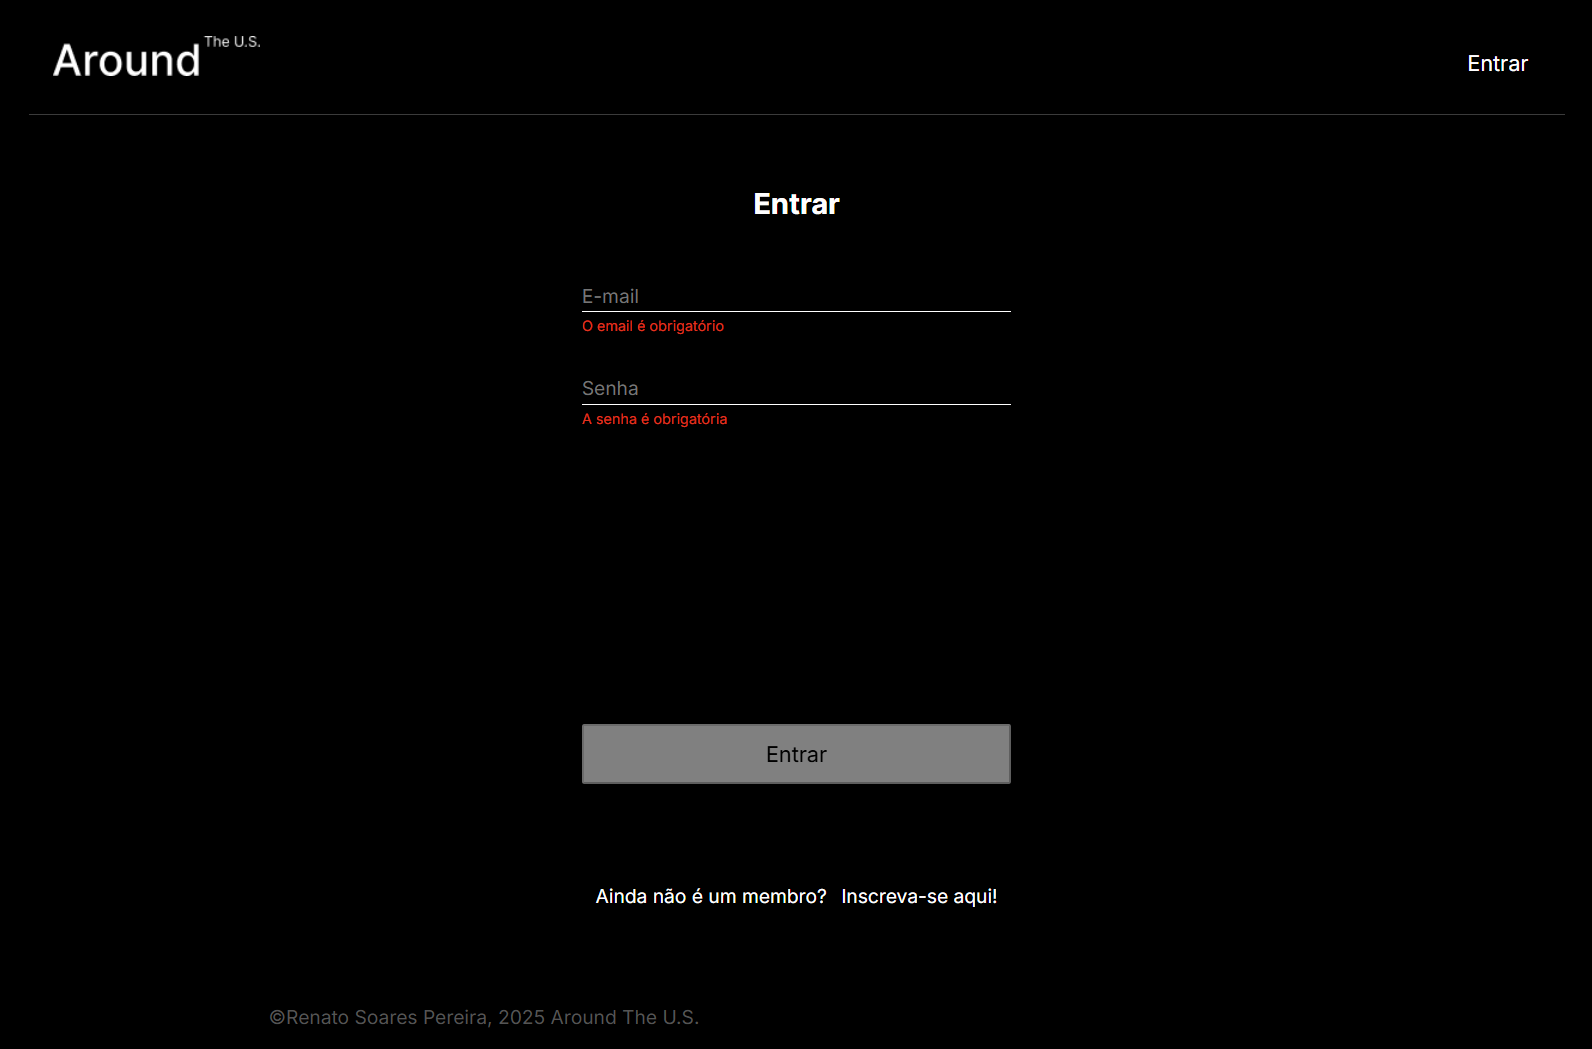 Around The U.S.
Entrar
Entrar
E-mail
O email é obrigatório
Senha
A senha é obrigatória
Entrar
Ainda não é um membro? Inscreva-se aqui!
©Renato Soares Pereira, 2025 Around The U.S.